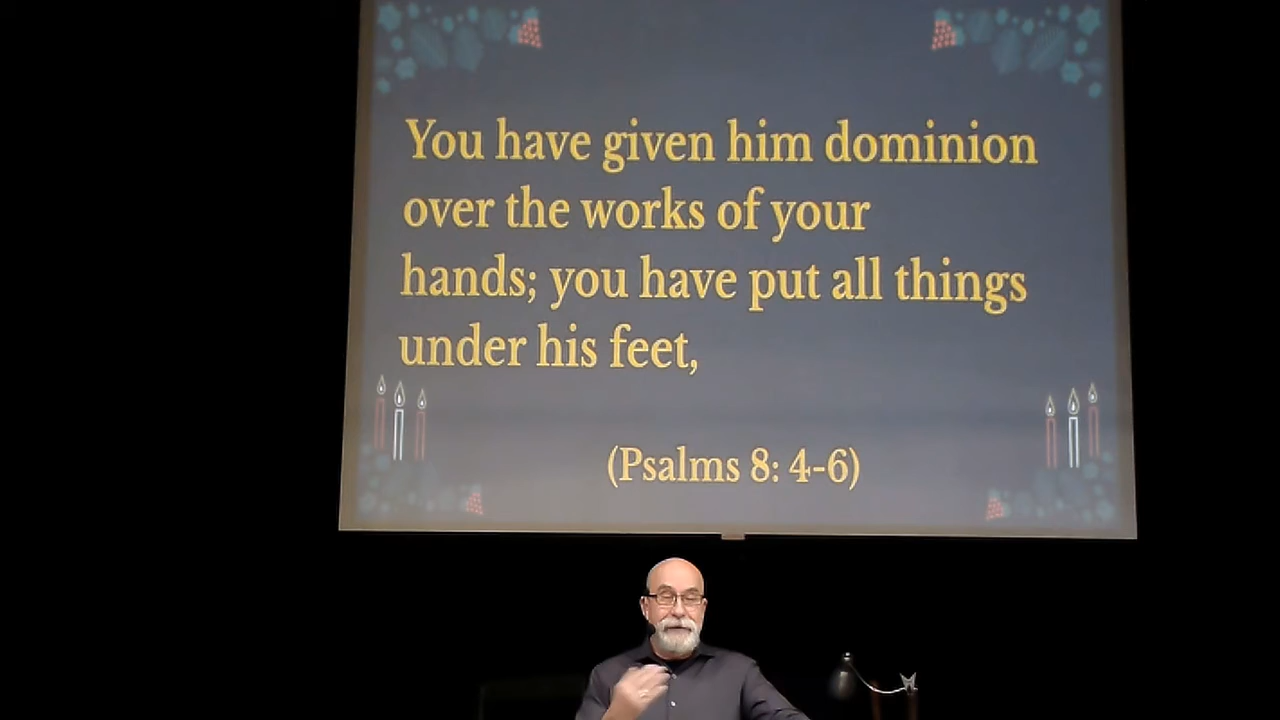 You have given him dominion
over the works of your
hands; you have put all things
under his feet,
(Psalms 8: 4-6)